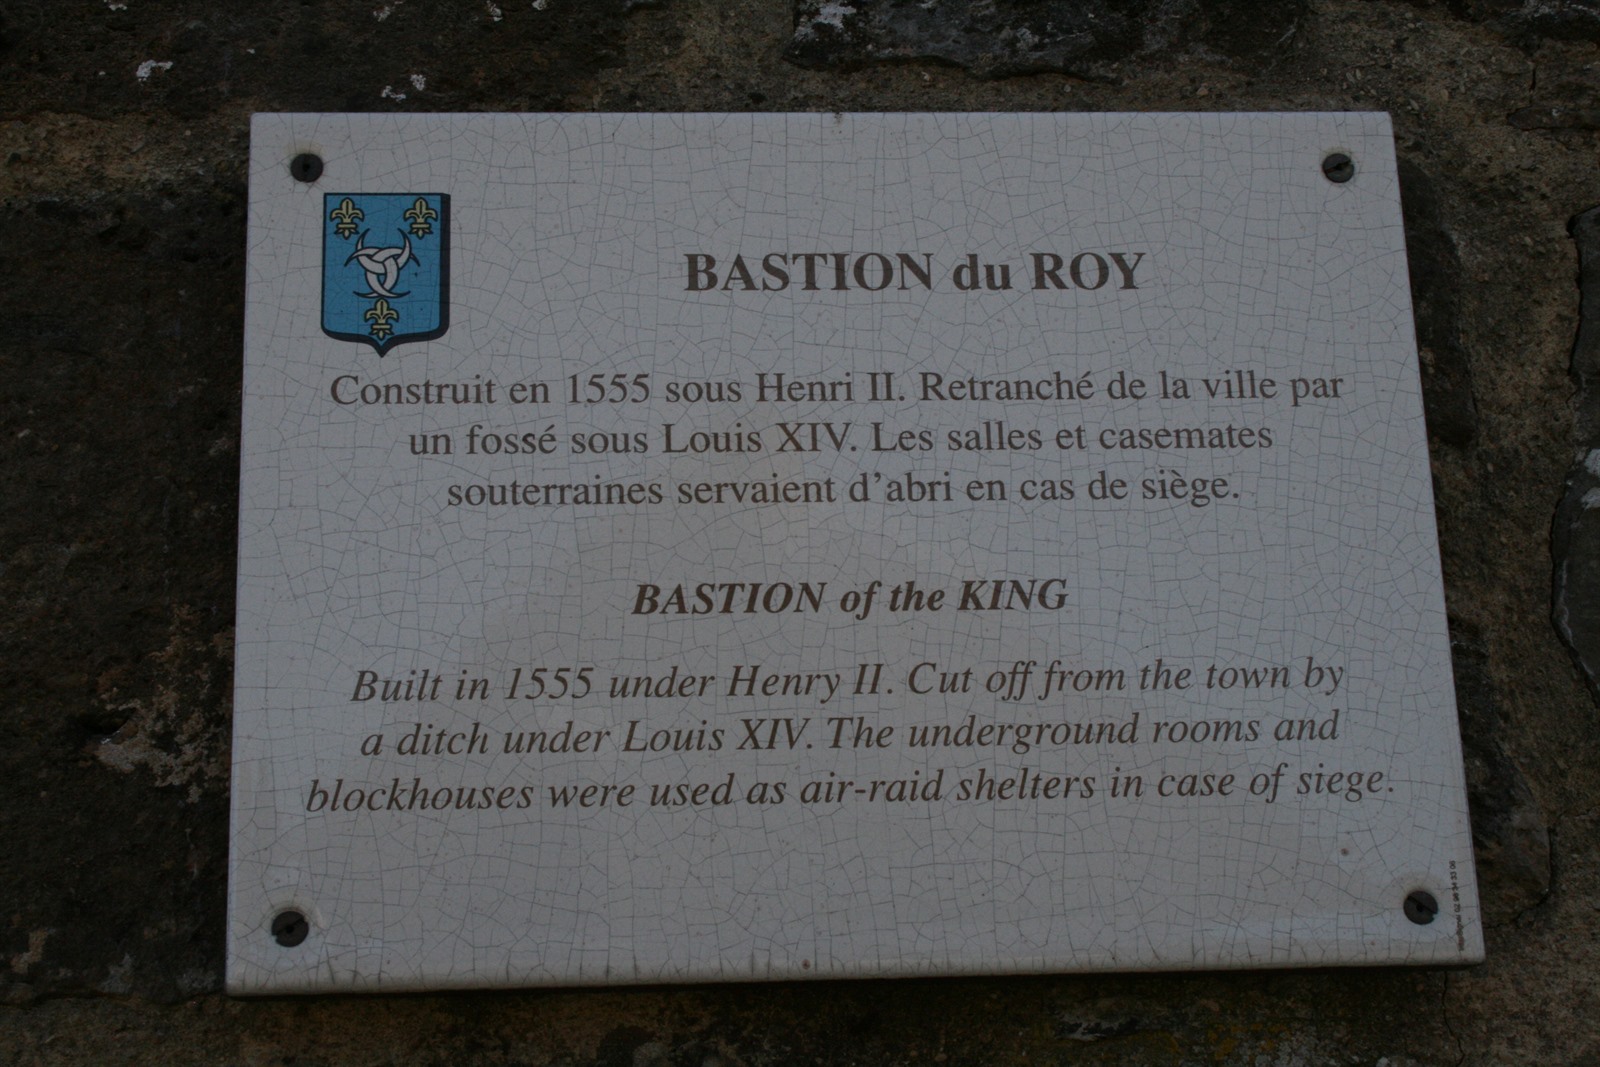 BASTION du ROY
Construit en 1555 sous Henri II. Retranché de la ville par
un fossé sous Louis XIV. Les salles et casemates
souterraines servaient d'abri en cas de siège.
BASTION of the KING
Built in 1555 under Henry II. Cut off from the town by
a ditch under Louis XIV. The underground rooms and
blockhouses were used as air-raid shelters in case of siege.